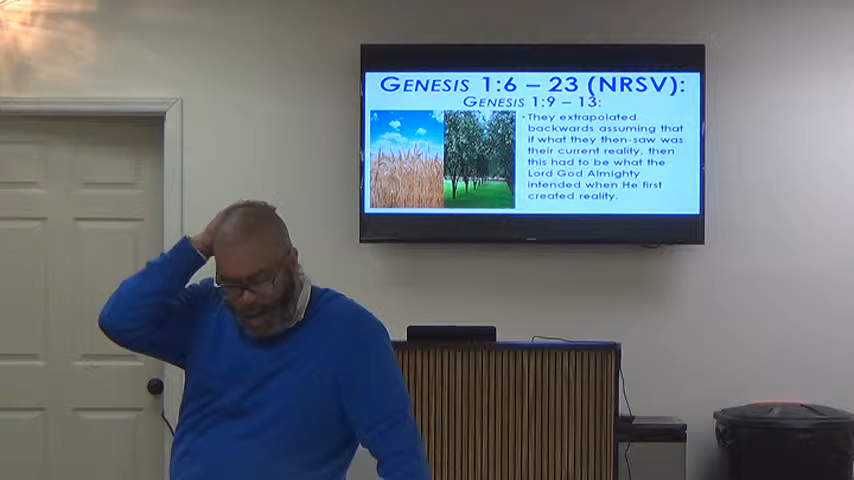 GENESIS 1:6 – 23 (NRSV):
GENESIS 1:9 – 13:
• They extrapolated
backwards assuming that
if what they then-saw was
their current reality, then
this had to be what the
Lord God Almighty
intended when He first
created reality.